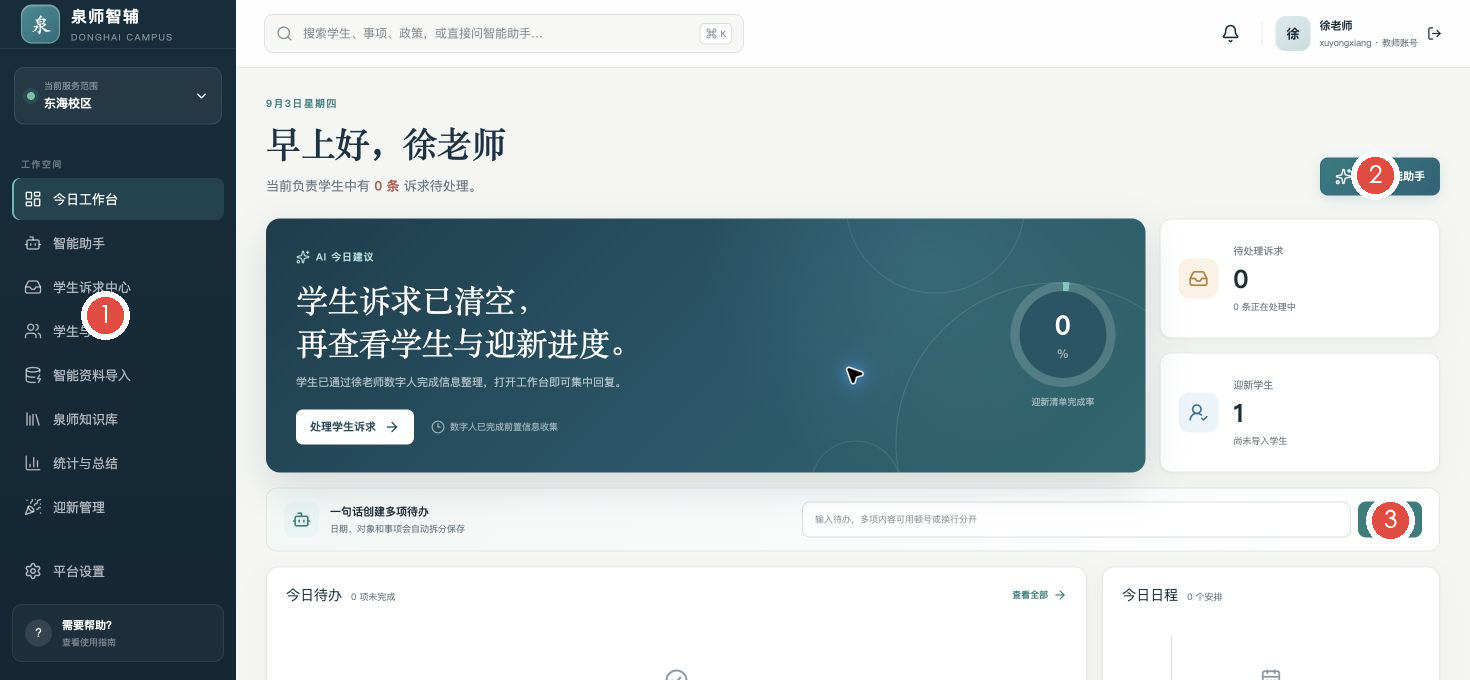 泉
泉师智辅
DONGHAI CAMPUS
当前服务范围
东海校区
工作空间
今日工作台
智能助手
学生诉求中心
1
学生与
智能资料导入
泉师知识库
统计与总结
迎新管理
平台设置
?
需要帮助?
查看使用指南
搜索学生、事项、政策，或直接问智能助手...
⌘ K
徐
徐老师
xuyongxiang · 教师账号
9月3日星期四
早上好，徐老师
当前负责学生中有 0 条 诉求待处理。
2
助手
AI 今日建议
学生诉求已清空，
再查看学生与迎新进度。
学生已通过徐老师数字人完成信息整理，打开工作台即可集中回复。
处理学生诉求
数字人已完成前置信息收集
0
%
迎新清单完成率
待处理诉求
0
0 条正在处理中
迎新学生
1
尚未导入学生
一句话创建多项待办
日期、对象和事项会自动拆分保存
输入待办，多项内容可用顿号或换行分开
3
今日待办 0 项未完成
查看全部
今日日程 0 个安排